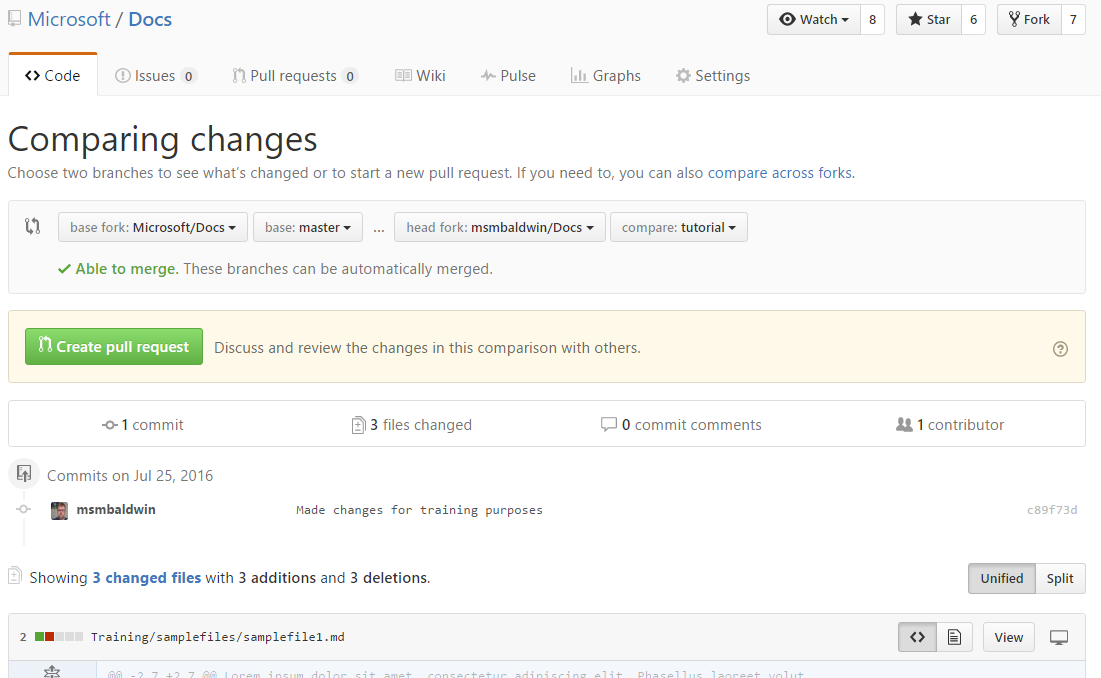 Microsoft / Docs Watch 8 Star 6 Fork 7
Code Issues 0 Pull requests 0 Wiki Pulse Graphs Settings
Comparing changes
Choose two branches to see what's changed or to start a new pull request. If you need to, you can also compare across forks.
base fork: Microsoft/Docs base: master ... head fork: msmbaldwin/Docs compare: tutorial
Able to merge. These branches can be automatically merged.
Create pull request Discuss and review the changes in this comparison with others.
1 commit 3 files changed 0 commit comments 1 contributor
Commits on Jul 25, 2016
msmbaldwin Made changes for training purposes c89f73d
Showing 3 changed files with 3 additions and 3 deletions. Unified Split
2 Training/samplefiles/samplefile1.md View
@@ -2,7 +2,7 @@ Lorem ipsum dolor sit amet, consectetur adipiscing elit. Phasellus laoreet volut